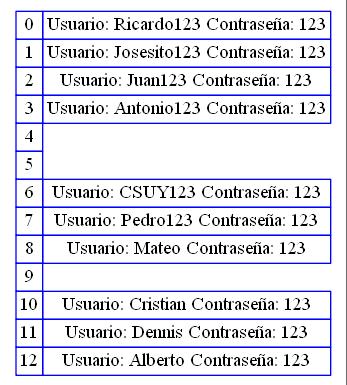 0 Usuario: Ricardo123 Contraseña: 123
1 Usuario: Josesito123 Contraseña: 123
2 Usuario: Juan123 Contraseña: 123
3 Usuario: Antonio123 Contraseña: 123
4
5
6 Usuario: CSUY123 Contraseña: 123
7 Usuario: Pedro123 Contraseña: 123
8 Usuario: Mateo Contraseña: 123
9
10 Usuario: Cristian Contraseña: 123
11 Usuario: Dennis Contraseña: 123
12 Usuario: Alberto Contraseña: 123